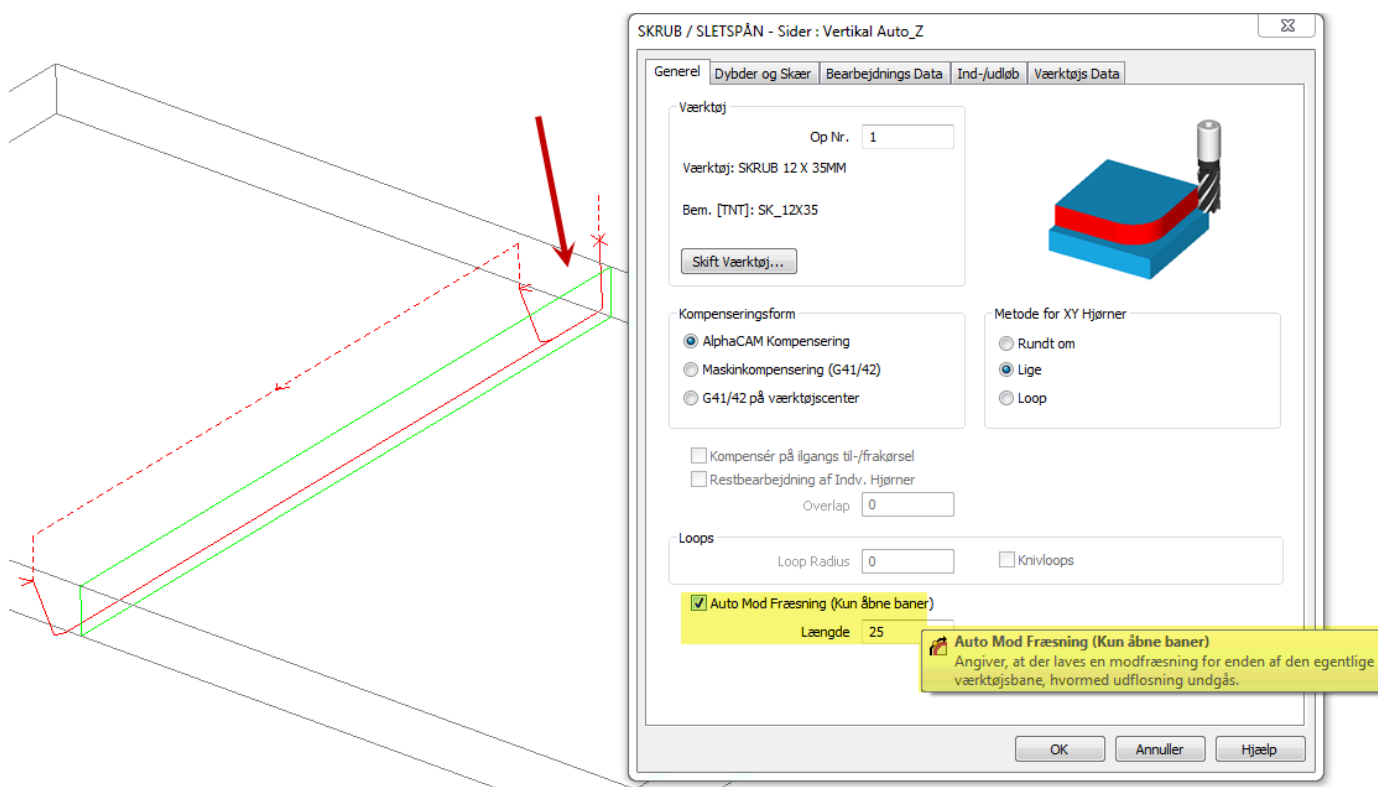 SKRUB / SLETSPÅN - Sider : Vertikal Auto_Z
Generel
Dybder og Skær
Bearbejdnings Data
Ind-/udløb
Værktøjs Data
Værktøj
Op Nr. 1
Værktøj: SKRUB 12 X 35MM
Bem. [TNT]: SK_12X35
Skift Værktøj...
Kompenseringsform
AlphaCAM Kompensering
Maskinkompensering (G41/42)
G41/42 på værktøjscenter
Metode for XY Hjørner
Rundt om
Lige
Loop
Kompensér på ilgangs til-/frakørsel
Restbearbejdning af Indv. Hjørner
Overlap 0
Loops
Loop Radius 0
Knivloops
Auto Mod Fræsning (Kun åbne baner)
Længde 25
Auto Mod Fræsning (Kun åbne baner)
Angiver, at der laves en modfræsning for enden af den egentlige
værktøjsbane, hvormed udflosning undgås.
OK
Annuller
Hjælp